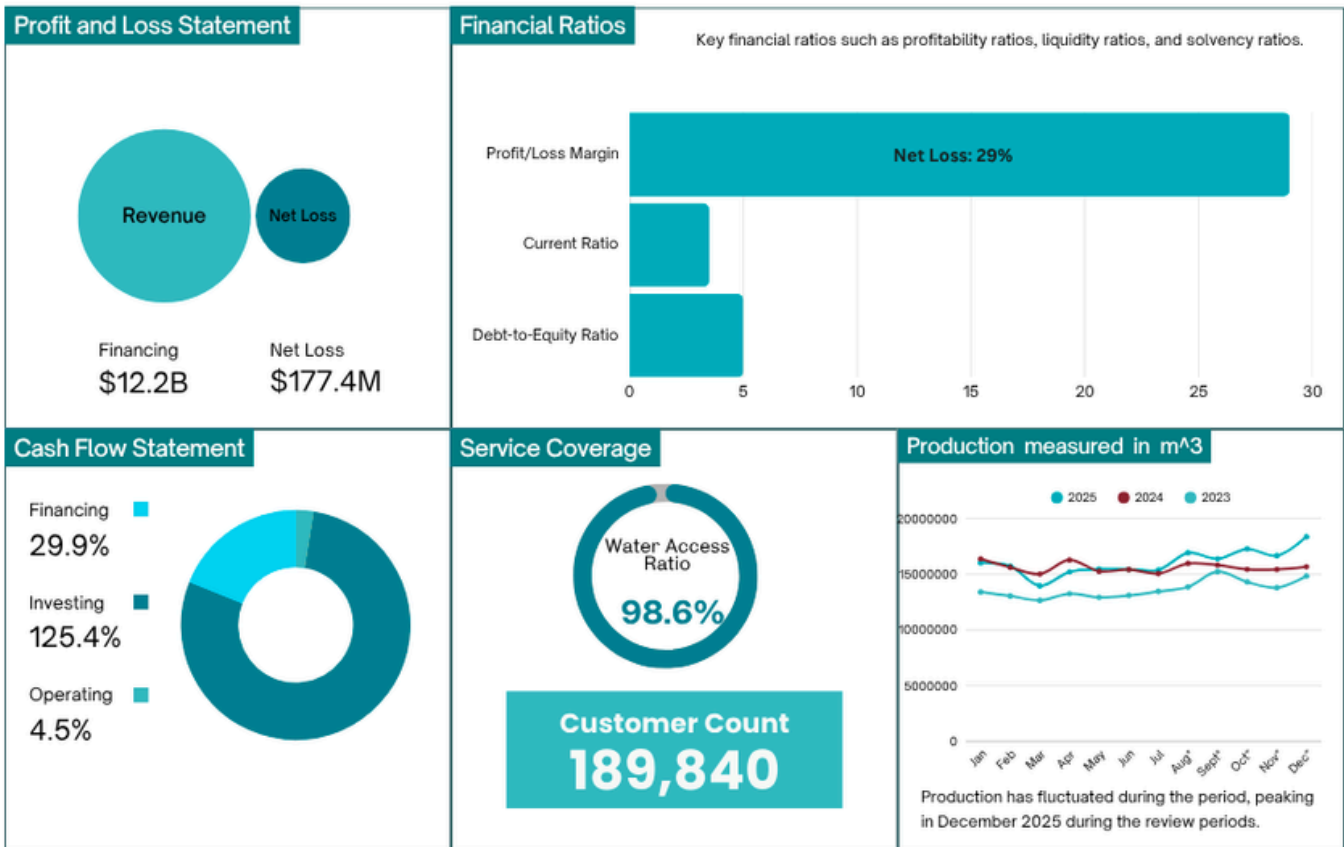 Profit and Loss Statement
Revenue
Net Loss
Financing
$12.2B
Net Loss
$177.4M
Financial Ratios
Key financial ratios such as profitability ratios, liquidity ratios, and solvency ratios.
Profit/Loss Margin
Net Loss: 29%
Current Ratio
Debt-to-Equity Ratio
0 5 10 15 20 25 30
Cash Flow Statement
Financing
29.9%
Investing
125.4%
Operating
4.5%
Service Coverage
Water Access
Ratio
98.6%
Customer Count
189,840
Production measured in m^3
2025 2024 2023
20000000
15000000
10000000
5000000
0
Jan Feb Mar Apr May Jun Jul Aug* Sept* Oct* Nov* Dec*
Production has fluctuated during the period, peaking
in December 2025 during the review periods.